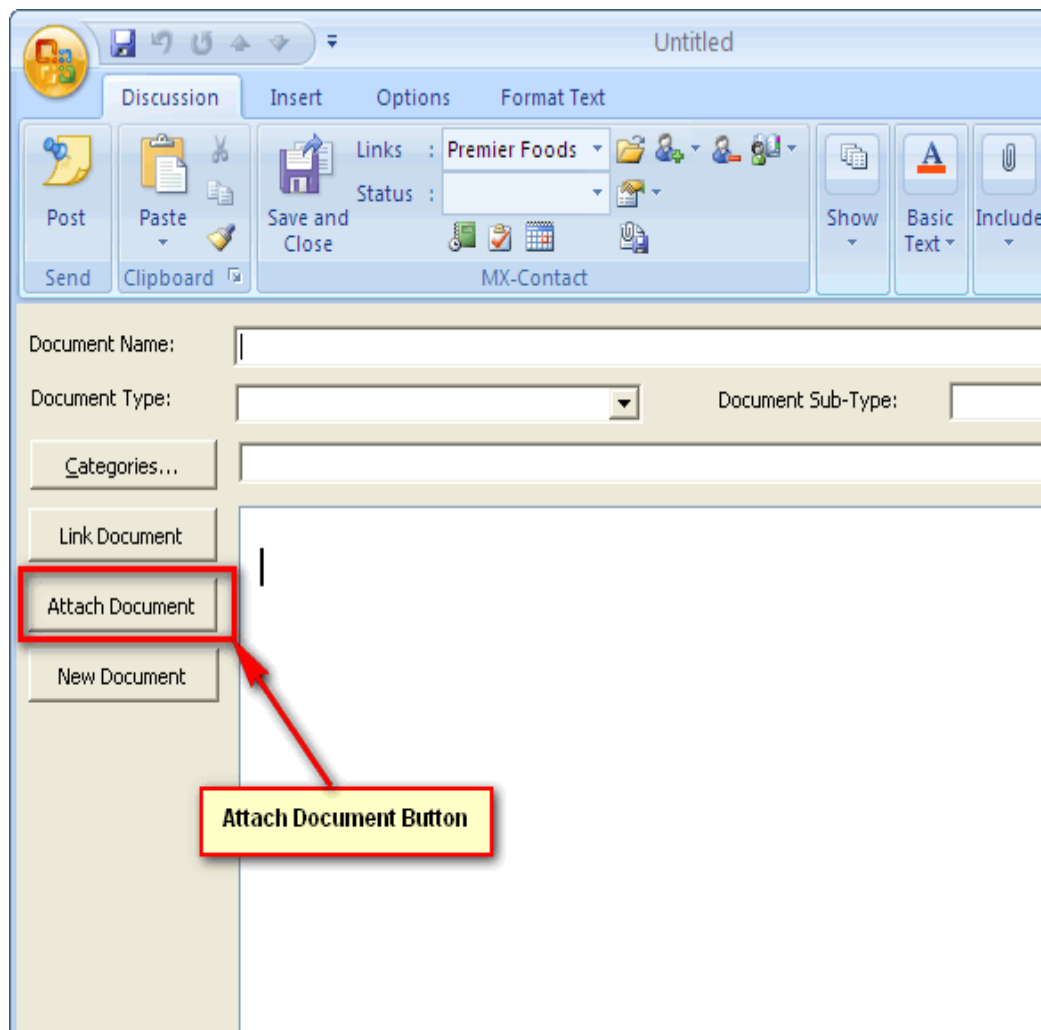 Untitled
Discussion Insert Options Format Text
Links : Premier Foods
Status :
Post Paste Save and Close Show Basic Text Include
Send Clipboard MX-Contact
Document Name:
Document Type: Document Sub-Type:
Categories...
Link Document
Attach Document
New Document
Attach Document Button